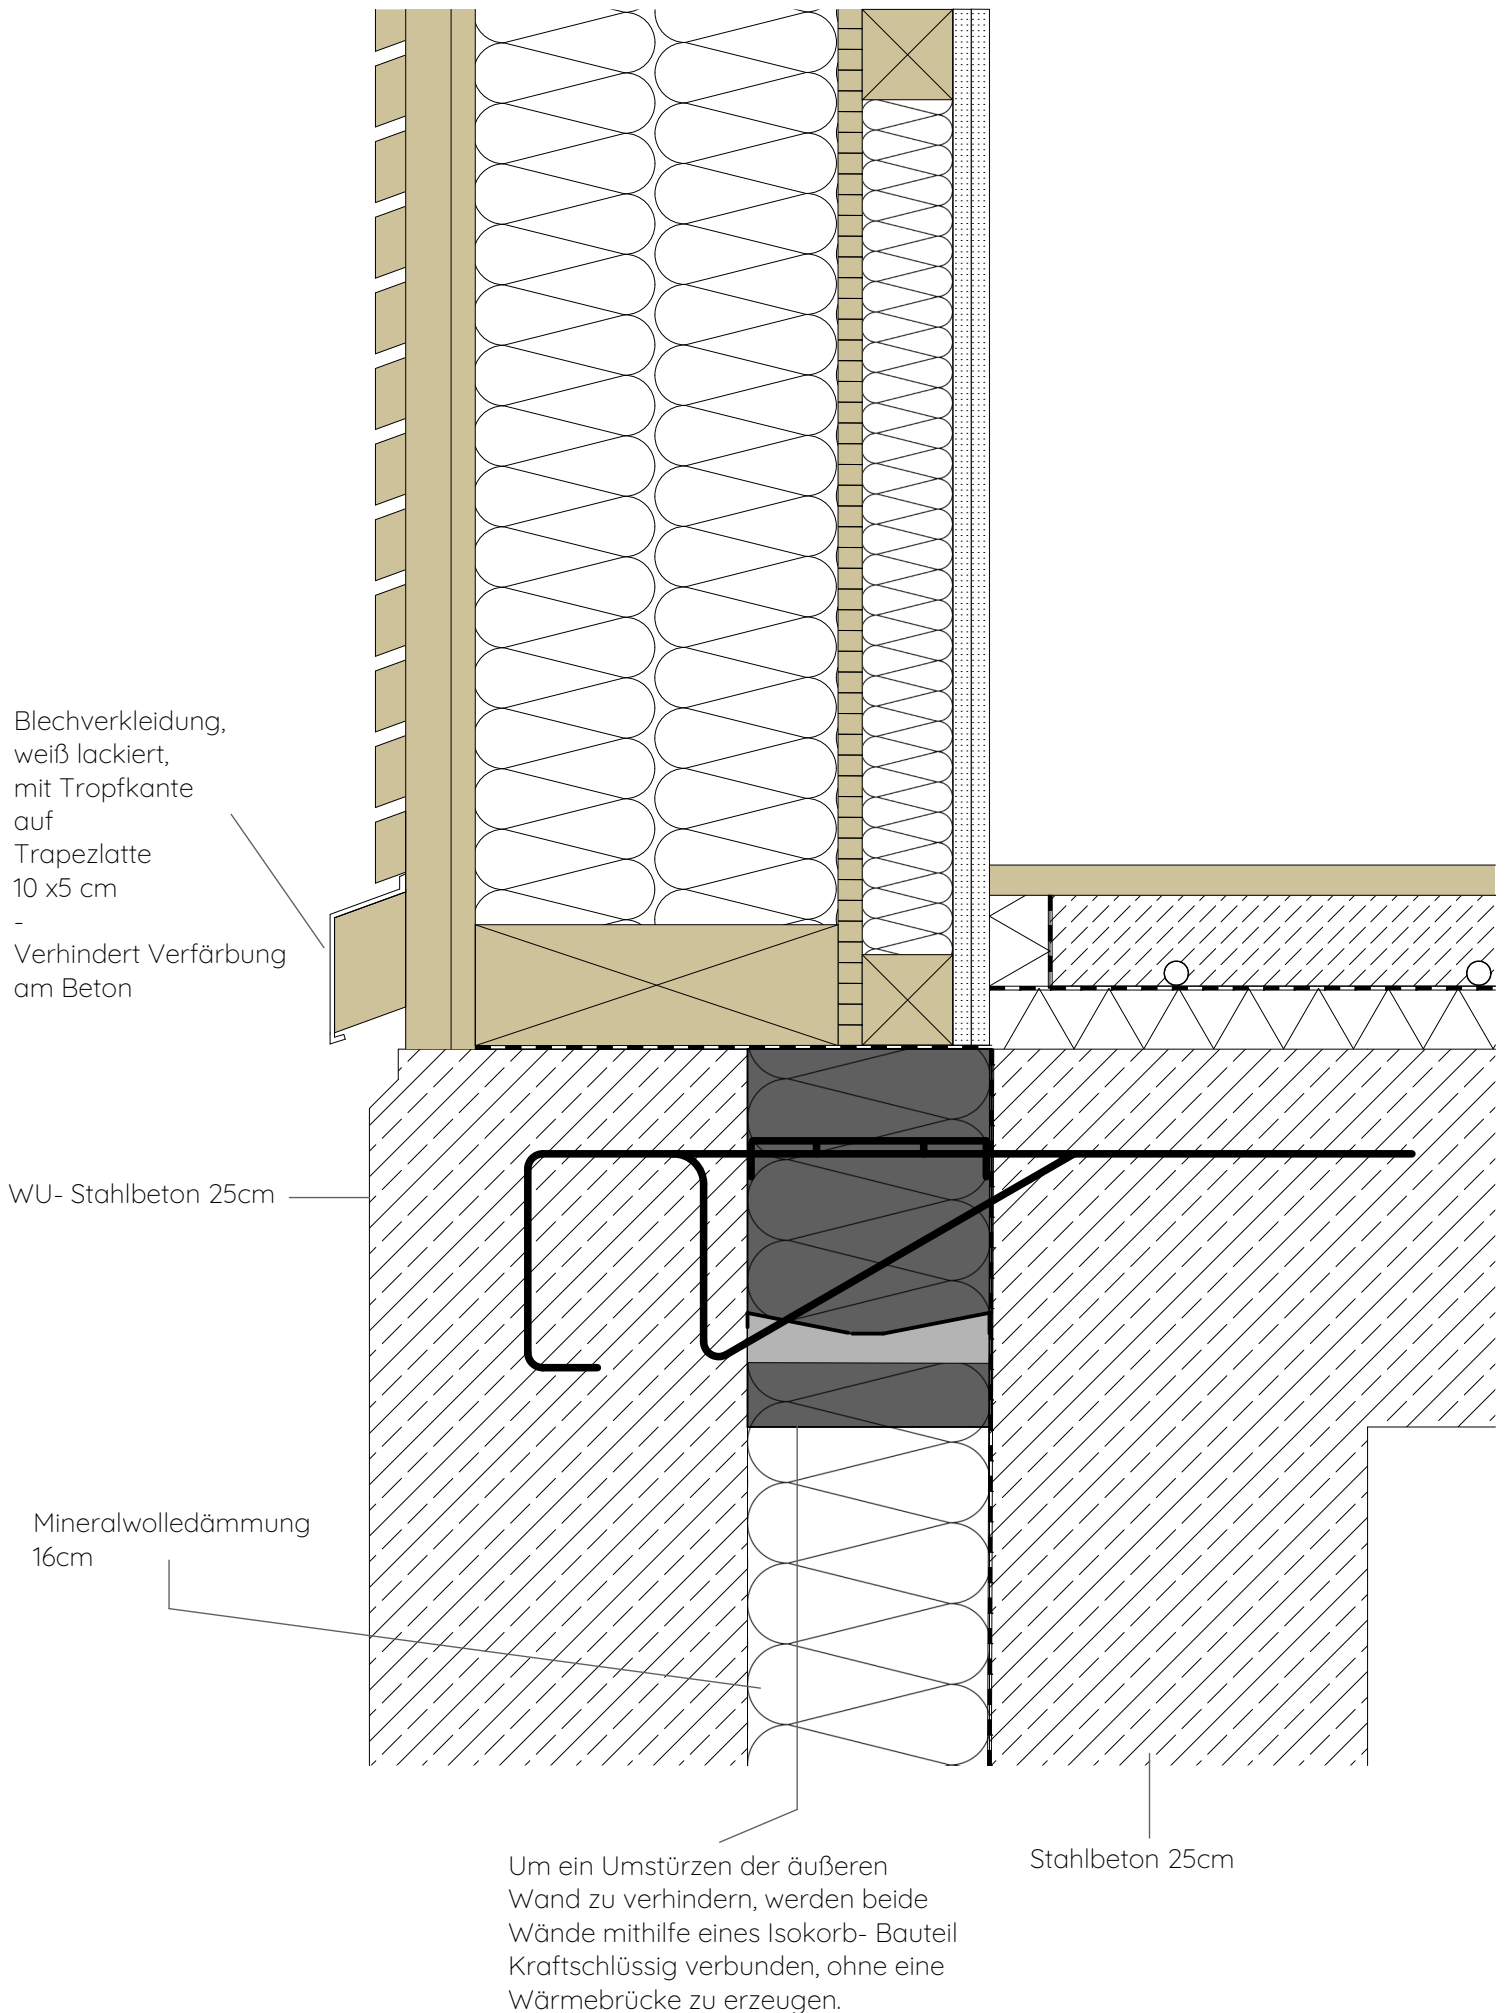 Blechverkleidung,
weiß lackiert,
mit Tropfkante
auf
Trapezlatte
10 x5 cm
-
Verhindert Verfärbung
am Beton
WU- Stahlbeton 25cm
Mineralwolledämmung
16cm
Um ein Umstürzen der äußeren
Wand zu verhindern, werden beide
Wände mithilfe eines Isokorb- Bauteil
Kraftschlüssig verbunden, ohne eine
Wärmebrücke zu erzeugen.
Stahlbeton 25cm